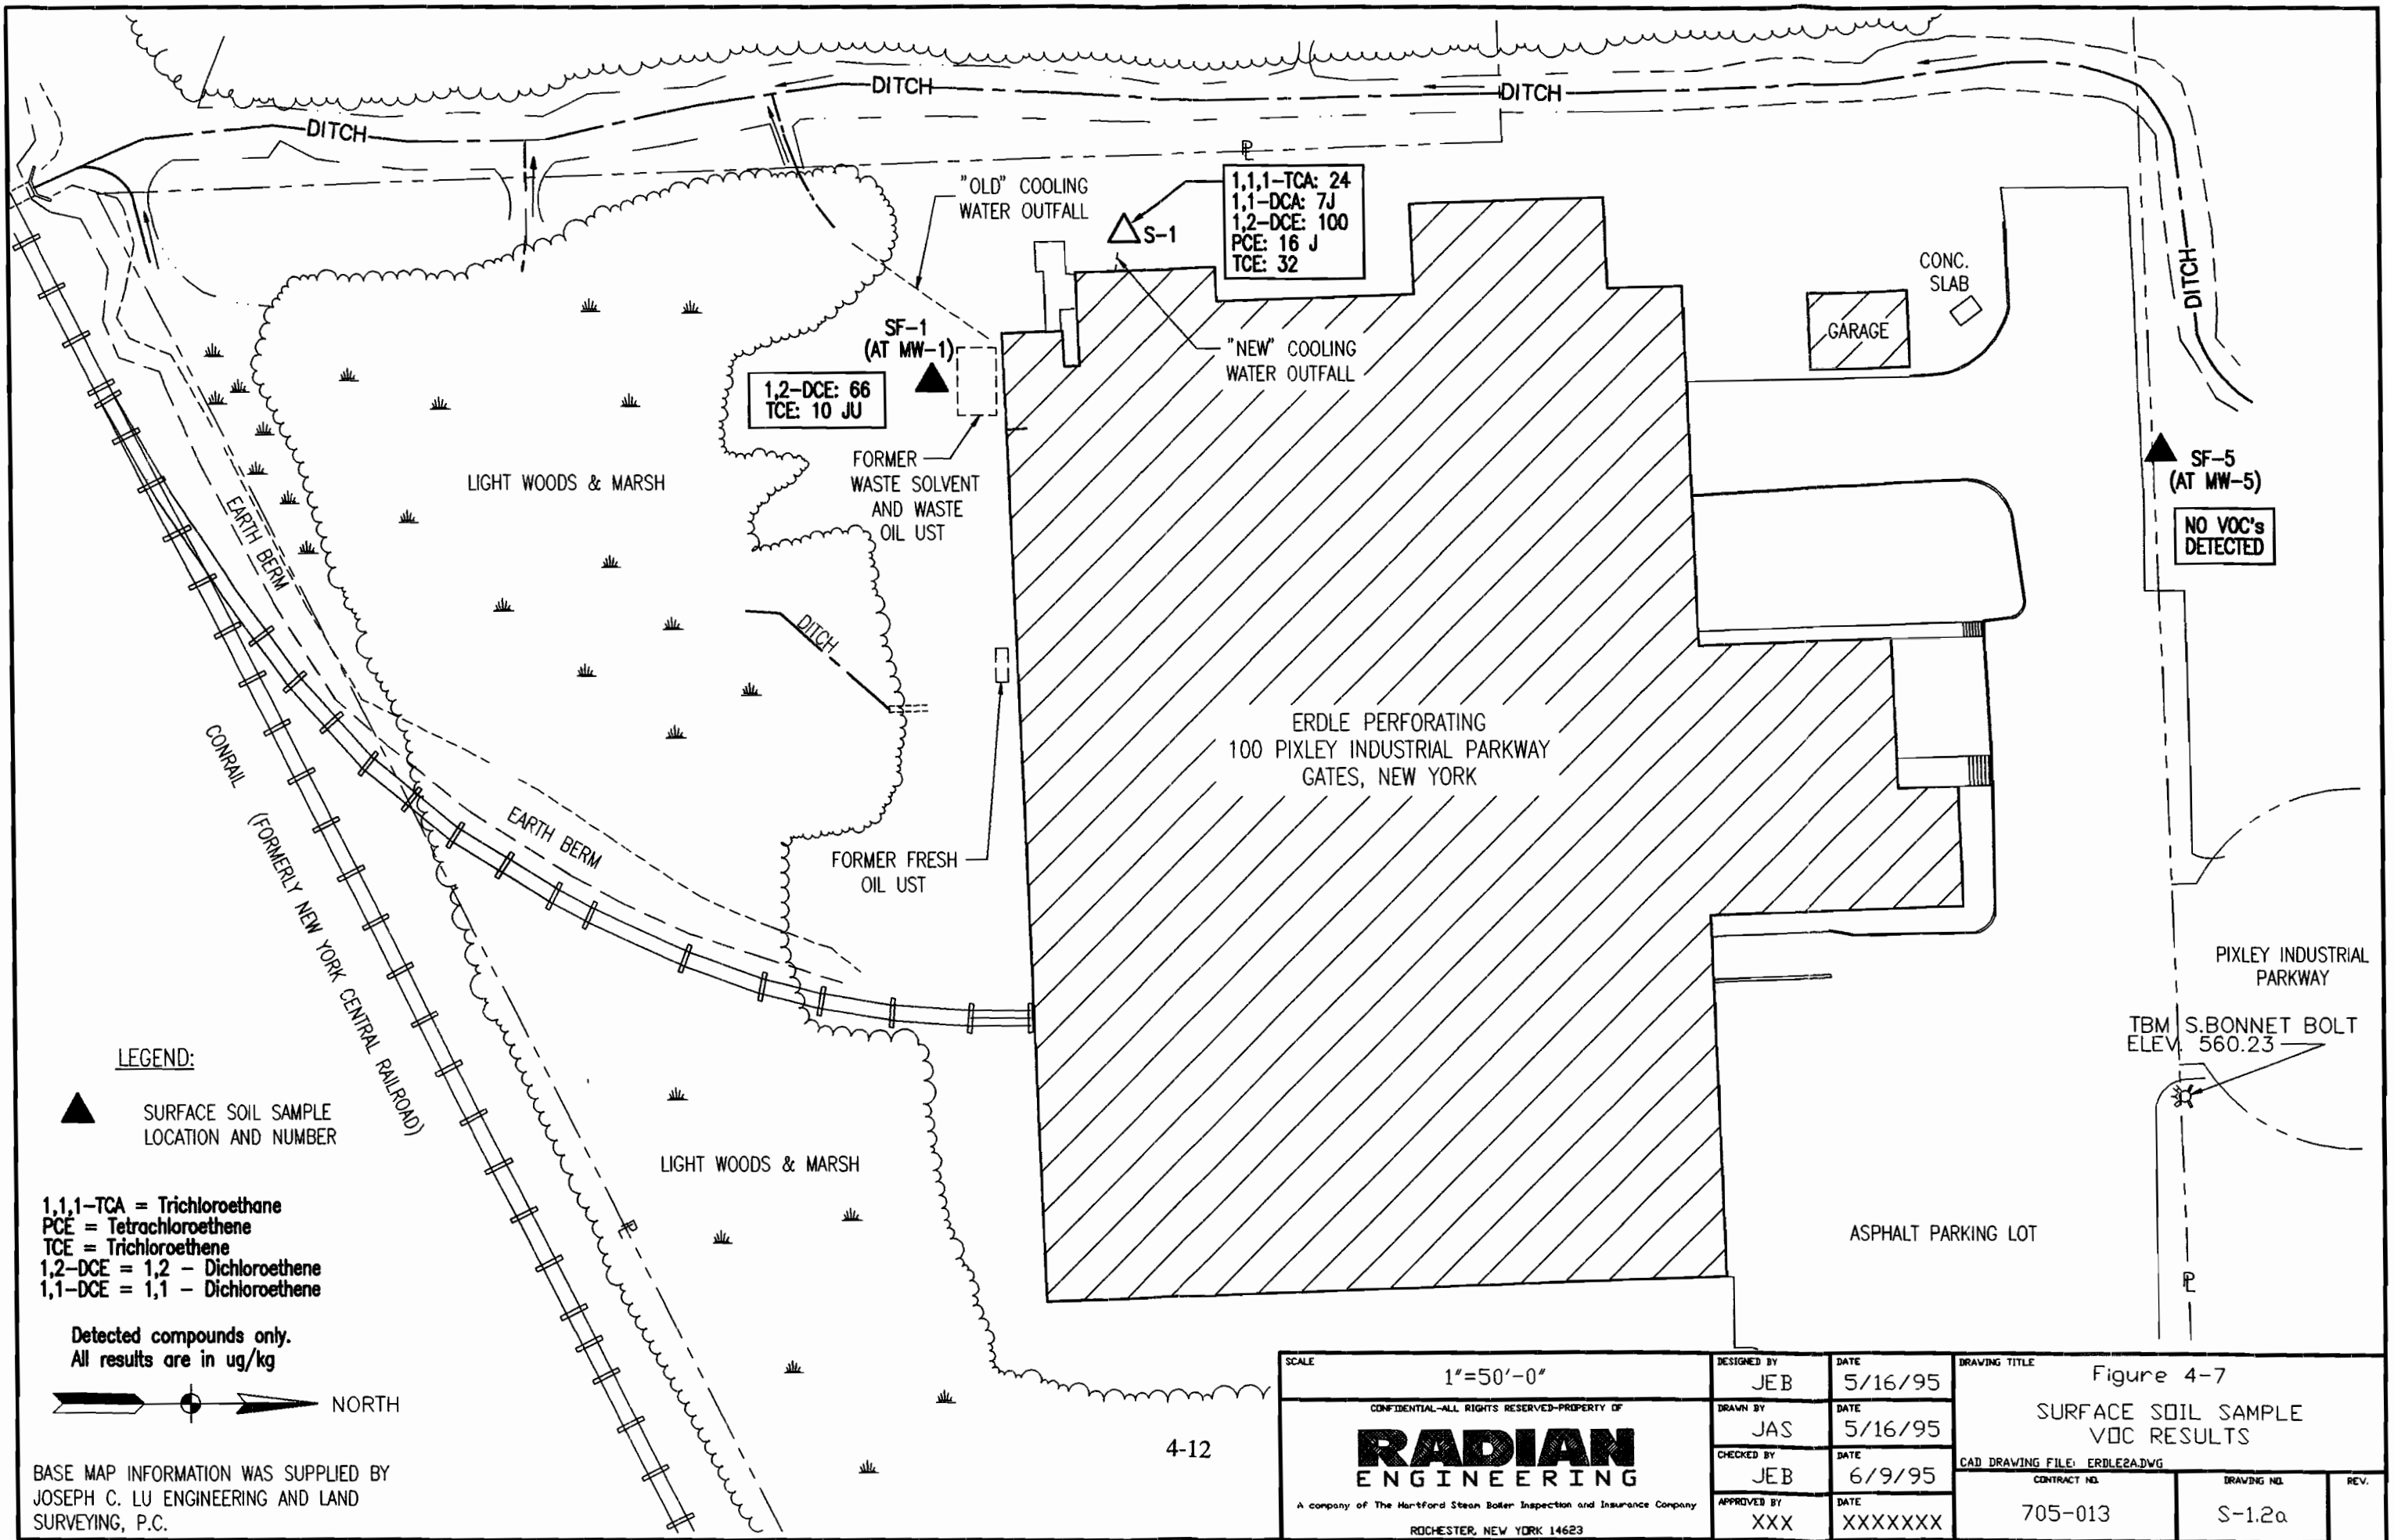 DITCH
DITCH
DITCH
DITCH
"OLD" COOLING
WATER OUTFALL
S-1
1,1,1-TCA: 24
1,1-DCA: 7J
1,2-DCE: 100
PCE: 16 J
TCE: 32
"NEW" COOLING
WATER OUTFALL
CONC.
SLAB
GARAGE
SF-1
(AT MW-1)
1,2-DCE: 66
TCE: 10 JU
FORMER
WASTE SOLVENT
AND WASTE
OIL UST
LIGHT WOODS & MARSH
SF-5
(AT MW-5)
NO VOC's
DETECTED
EARTH BERM
DITCH
ERDLE PERFORATING
100 PIXLEY INDUSTRIAL PARKWAY
GATES, NEW YORK
CONRAIL (FORMERLY NEW YORK CENTRAL RAILROAD)
EARTH BERM
FORMER FRESH
OIL UST
PIXLEY INDUSTRIAL
PARKWAY
TBM S.BONNET BOLT
ELEV. 560.23
LIGHT WOODS & MARSH
ASPHALT PARKING LOT
LEGEND:
SURFACE SOIL SAMPLE
LOCATION AND NUMBER
1,1,1-TCA = Trichloroethane
PCE = Tetrachloroethene
TCE = Trichloroethene
1,2-DCE = 1,2 - Dichloroethene
1,1-DCE = 1,1 - Dichloroethene
Detected compounds only.
All results are in ug/kg
NORTH
BASE MAP INFORMATION WAS SUPPLIED BY
JOSEPH C. LU ENGINEERING AND LAND
SURVEYING, P.C.
4-12
SCALE
1"=50'-0"
CONFIDENTIAL-ALL RIGHTS RESERVED-PROPERTY OF
RADIAN
ENGINEERING
A company of The Hartford Steam Boiler Inspection and Insurance Company
ROCHESTER, NEW YORK 14623
DESIGNED BY
JEB
DATE
5/16/95
DRAWN BY
JAS
DATE
5/16/95
CHECKED BY
JEB
DATE
6/9/95
APPROVED BY
XXX
DATE
XXXXXXX
DRAWING TITLE
Figure 4-7
SURFACE SOIL SAMPLE
VOC RESULTS
CAD DRAWING FILE: ERDLE2A.DWG
CONTRACT NO.
705-013
DRAWING NO.
S-1.2a
REV.